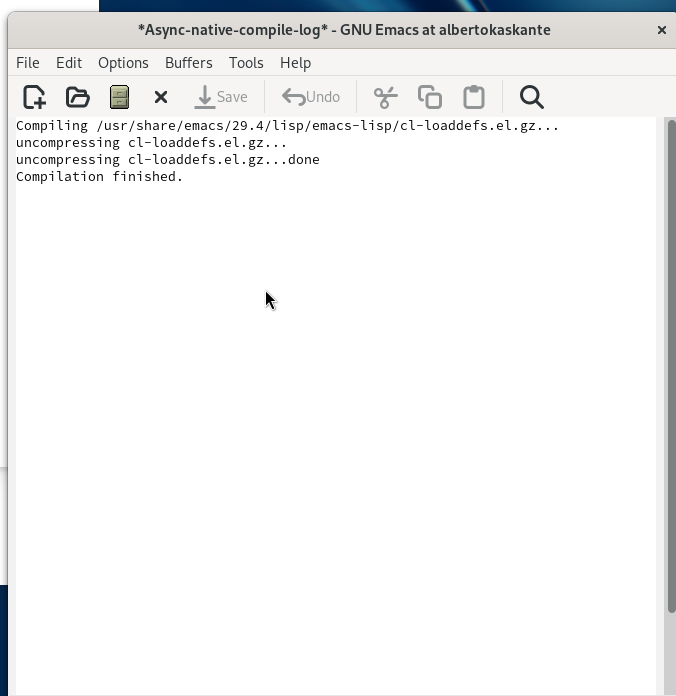 *Async-native-compile-log* - GNU Emacs at albertokaskante
File Edit Options Buffers Tools Help
Save Undo
Compiling /usr/share/emacs/29.4/lisp/emacs-lisp/cl-loaddefs.el.gz...
uncompressing cl-loaddefs.el.gz...
uncompressing cl-loaddefs.el.gz...done
Compilation finished.